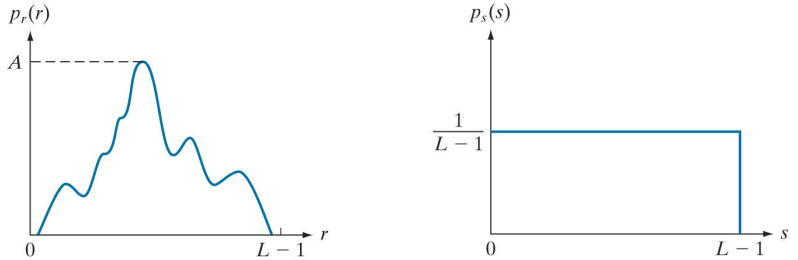 p_r(r)
A
0
L − 1
r
p_s(s)
1
L − 1
0
L − 1
s